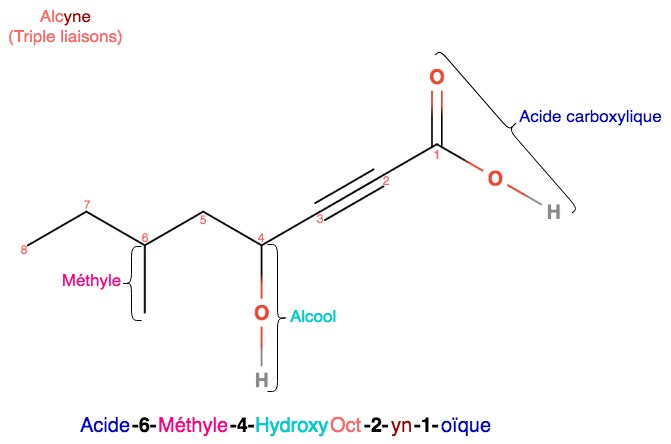 Alcyne
(Triple liaisons)
O
Acide carboxylique
1
2
O
H
3
7
6
5
4
8
Méthyle
O
Alcool
H
Acide-6-Méthyle-4-HydroxyOct-2-yn-1-oïque